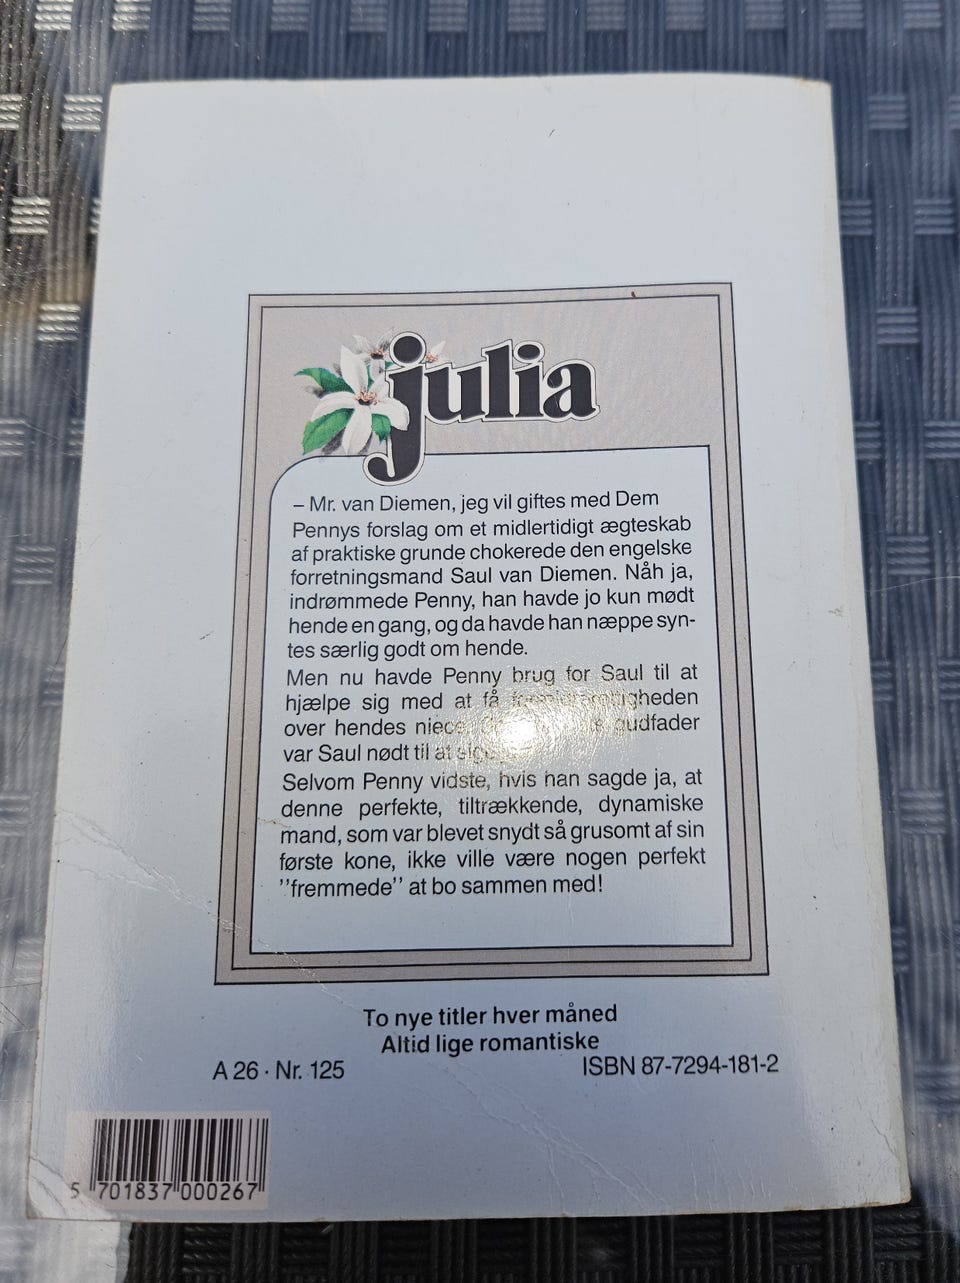 julia
– Mr. van Diemen, jeg vil giftes med Dem
Pennys forslag om et midlertidigt ægteskab
af praktiske grunde chokerede den engelske
forretningsmand Saul van Diemen. Nåh ja,
indrømmede Penny, han havde jo kun mødt
hende en gang, og da havde han næppe syn-
tes særlig godt om hende.
Men nu havde Penny brug for Saul til at
hjælpe sig med at få
over hendes gudfader
var Saul nødt til at
Selvom Penny vidste, hvis han sagde ja, at
denne perfekte, tiltrækkende, dynamiske
mand, som var blevet snydt så grusomt af sin
første kone, ikke ville være nogen perfekt
''fremmede'' at bo sammen med!
To nye titler hver måned
Altid lige romantiske
A 26 · Nr. 125
ISBN 87-7294-181-2
5 701837 000267